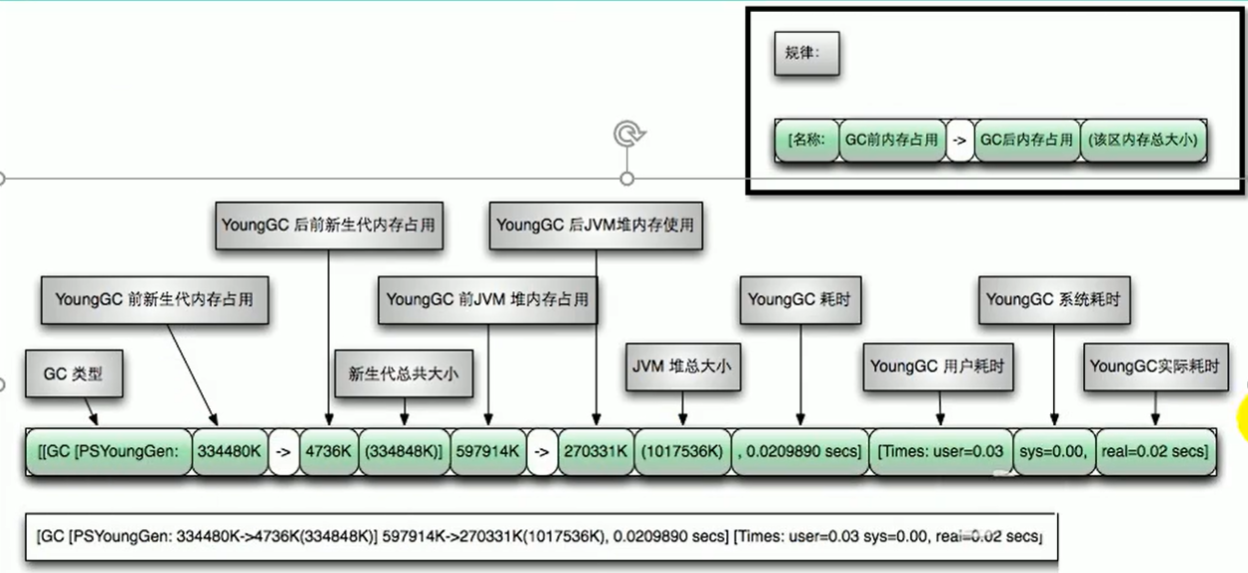 规律:
[名称: GC前内存占用 -> GC后内存占用 (该区内存总大小)
YoungGC 后前新生代内存占用
YoungGC 后JVM堆内存使用
YoungGC 前新生代内存占用
YoungGC 前JVM 堆内存占用
YoungGC 耗时
YoungGC 系统耗时
GC 类型
新生代总共大小
JVM 堆总大小
YoungGC 用户耗时
YoungGC实际耗时
[[GC [PSYoungGen: 334480K -> 4736K (334848K)] 597914K -> 270331K (1017536K) , 0.0209890 secs] [Times: user=0.03 sys=0.00, real=0.02 secs]
[GC [PSYoungGen: 334480K->4736K(334848K)] 597914K->270331K(1017536K), 0.0209890 secs] [Times: user=0.03 sys=0.00, real=0.02 secs]